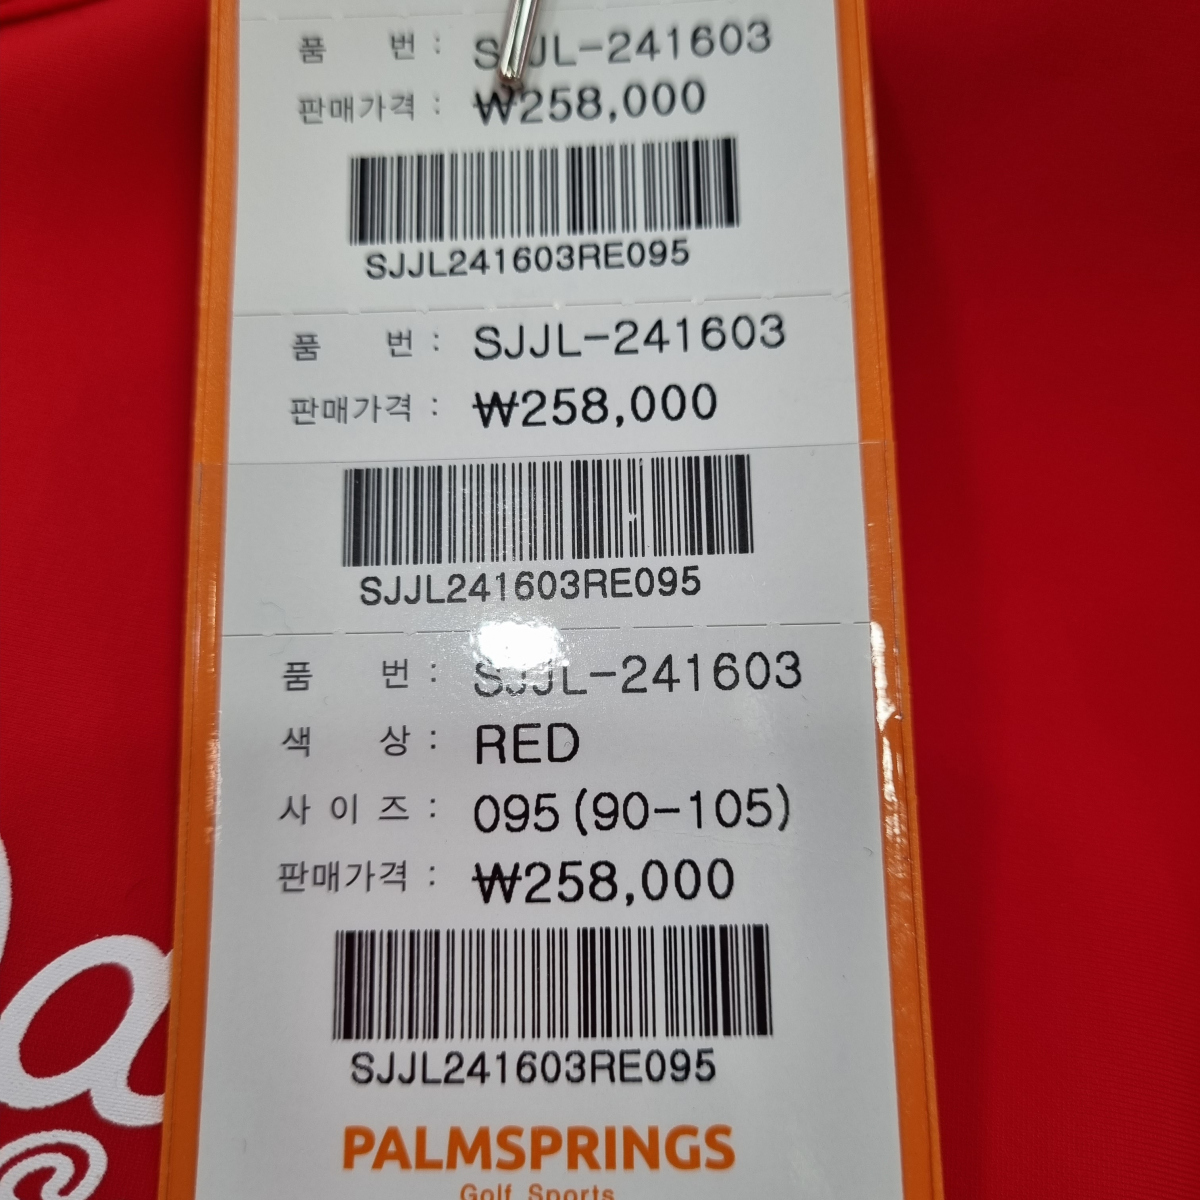 품 번 : SJJL-241603
판매가격 : ₩258,000
SJJL241603RE095
품 번 : SJJL-241603
판매가격 : ₩258,000
SJJL241603RE095
품 번 : SJJL-241603
색 상 : RED
사 이 즈 : 095(90-105)
판매가격 : ₩258,000
SJJL241603RE095
PALMSPRINGS
Golf Sports